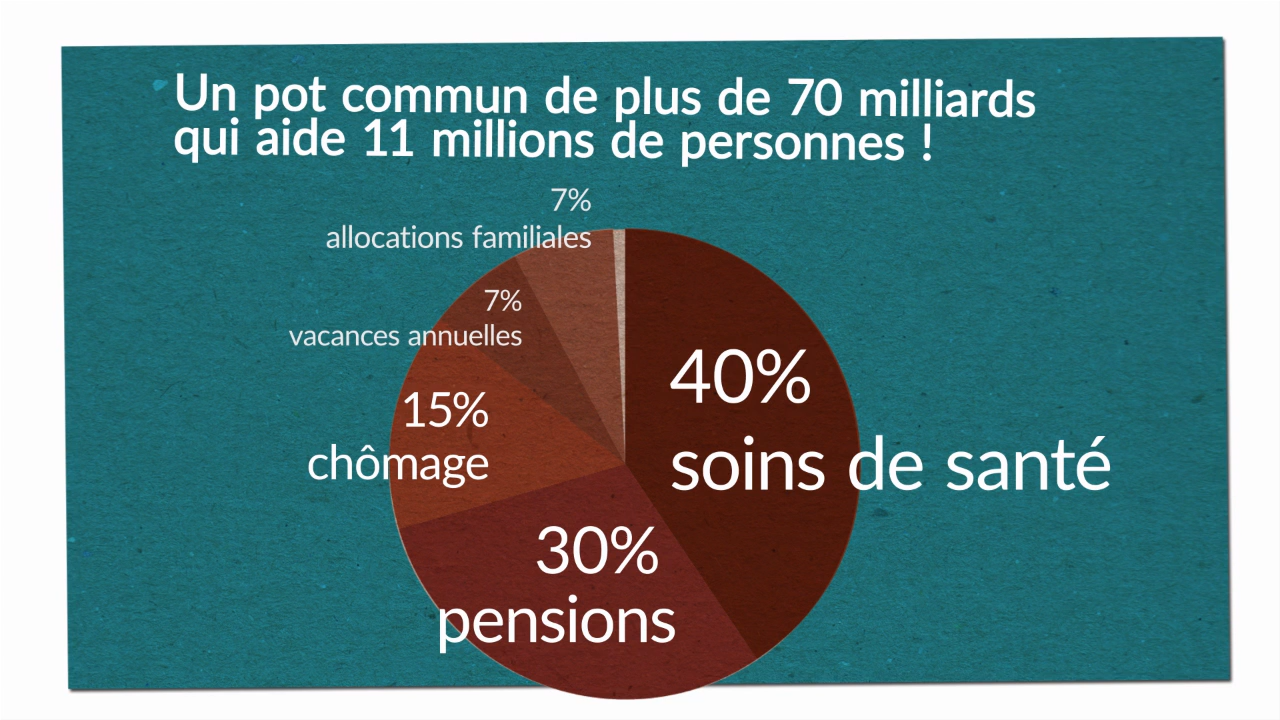 Un pot commun de plus de 70 milliards
qui aide 11 millions de personnes !
7%
allocations familiales
7%
vacances annuelles
15%
chômage
40%
soins de santé
30%
pensions